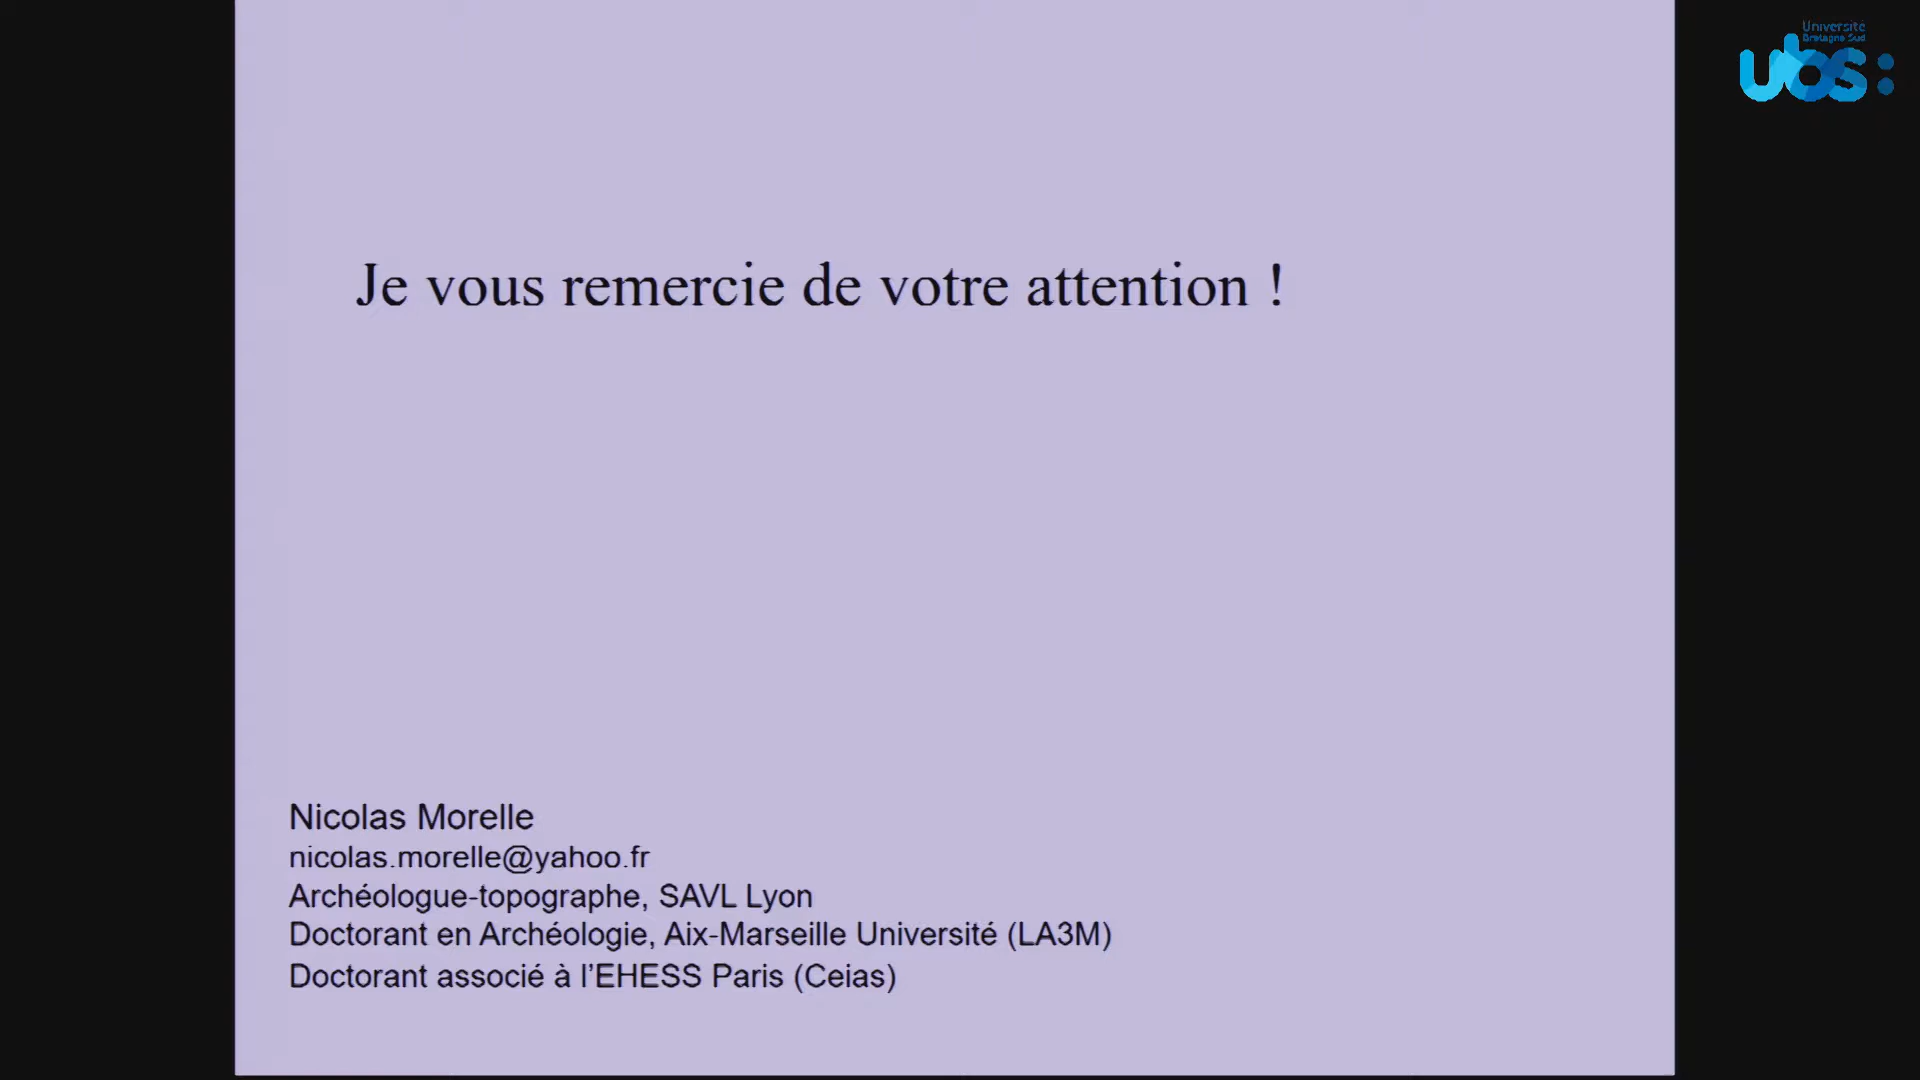 Université
Bretagne Sud
ubs:
Je vous remercie de votre attention !
Nicolas Morelle
nicolas.morelle@yahoo.fr
Archéologue-topographe, SAVL Lyon
Doctorant en Archéologie, Aix-Marseille Université (LA3M)
Doctorant associé à l’EHESS Paris (Ceias)